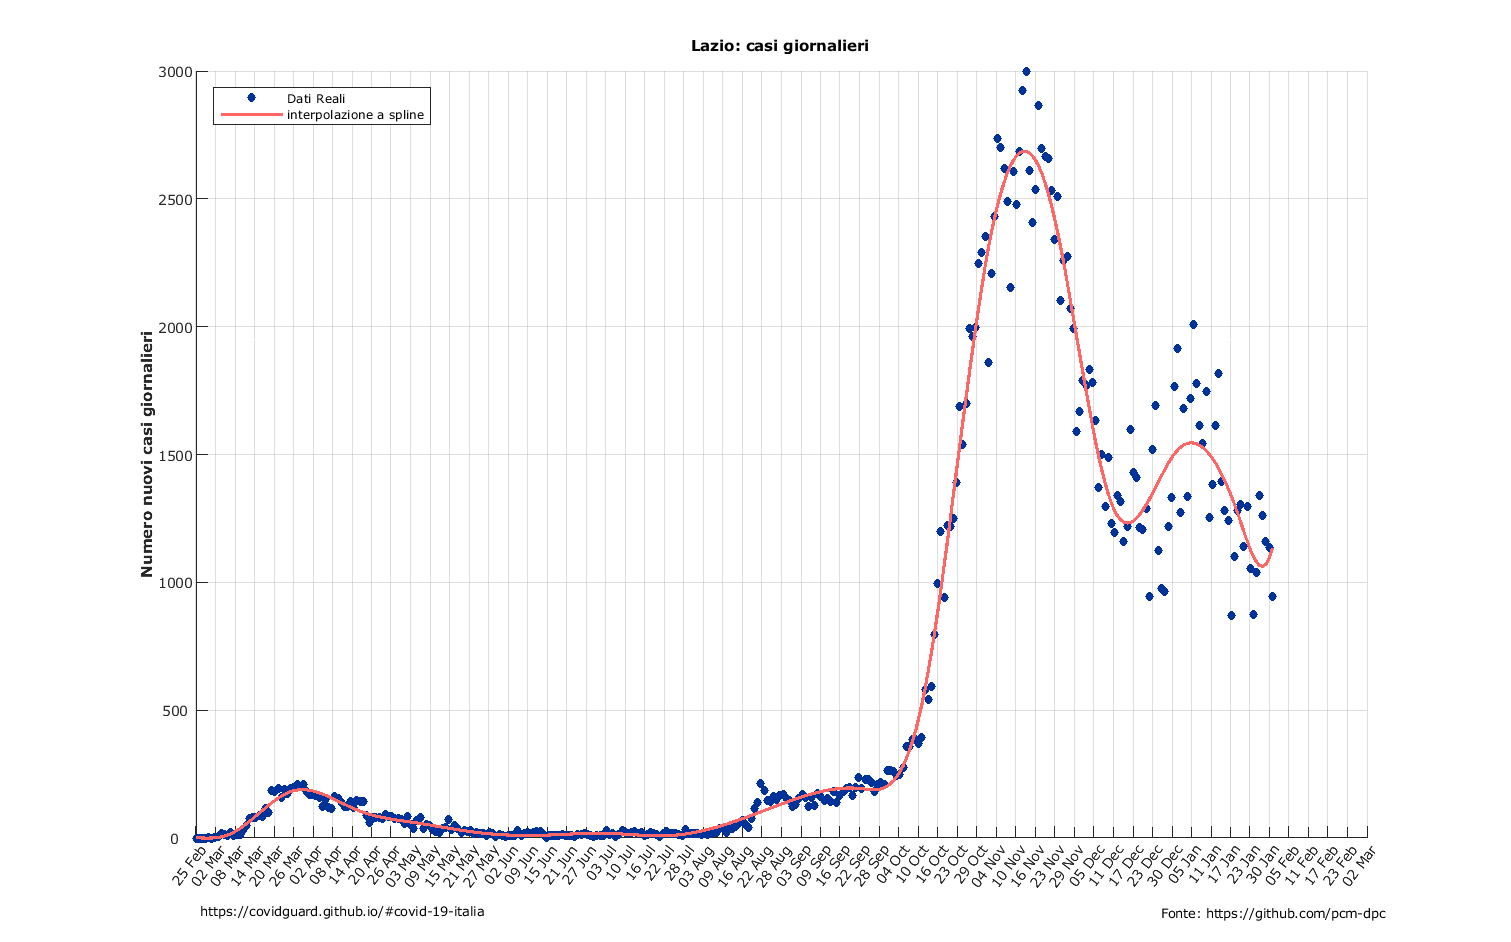 Lazio: casi giornalieri
3000
2500
2000
1500
1000
500
0
Numero nuovi casi giornalieri
Dati Reali
interpolazione a spline
25 Feb
02 Mar
08 Mar
14 Mar
20 Mar
26 Mar
02 Apr
08 Apr
14 Apr
20 Apr
26 Apr
03 May
09 May
15 May
21 May
27 May
02 Jun
09 Jun
15 Jun
21 Jun
27 Jun
03 Jul
10 Jul
16 Jul
22 Jul
28 Jul
03 Aug
09 Aug
16 Aug
22 Aug
28 Aug
03 Sep
09 Sep
16 Sep
22 Sep
28 Sep
04 Oct
10 Oct
16 Oct
23 Oct
29 Oct
04 Nov
10 Nov
16 Nov
23 Nov
29 Nov
05 Dec
11 Dec
17 Dec
23 Dec
30 Dec
05 Jan
11 Jan
17 Jan
23 Jan
30 Jan
05 Feb
11 Feb
17 Feb
23 Feb
02 Mar
https://covidguard.github.io/#covid-19-italia
Fonte: https://github.com/pcm-dpc